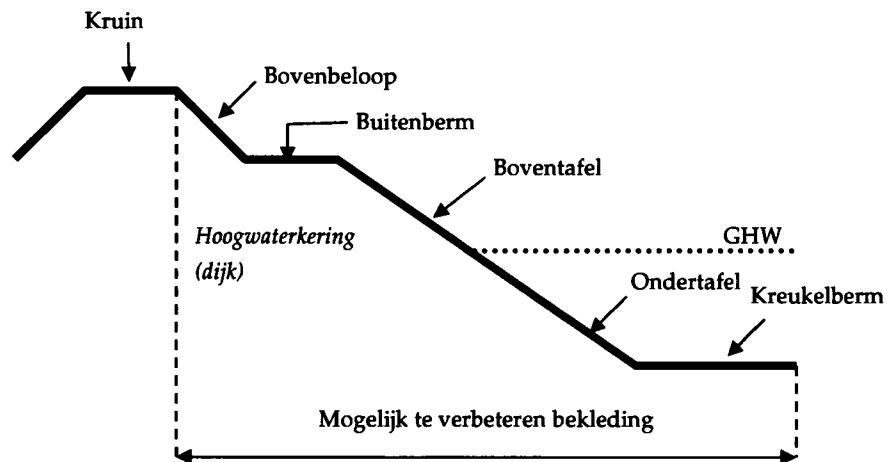 Kruin
Bovenbeloop
Buitenberm
Boventafel
Hoogwaterkering
(dijk)
GHW
Ondertafel
Kreukelberm
Mogelijk te verbeteren bekleding